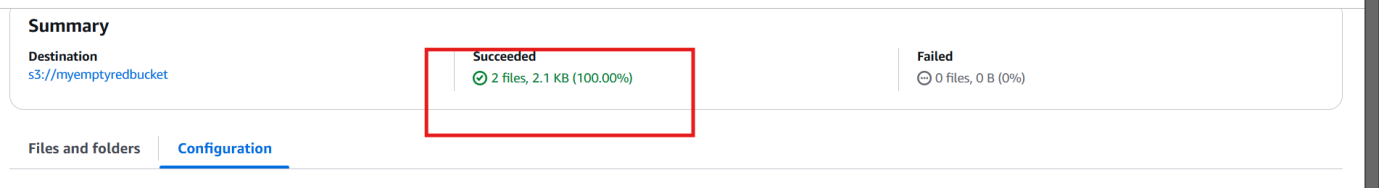 Summary
Destination
s3://myemptyredbucket
Succeeded
2 files, 2.1 KB (100.00%)
Failed
0 files, 0 B (0%)
Files and folders
Configuration